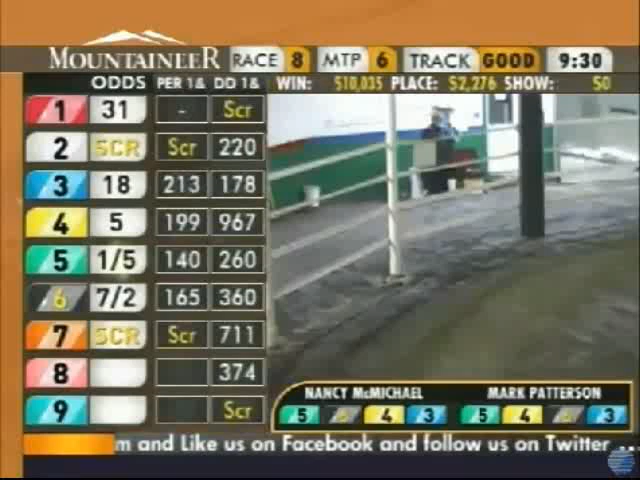 MOUNTAINEER RACE 8 MTP 6 TRACK GOOD 9:30
ODDS PER 1& DD 1& WIN: $10,035 PLACE: $2,276 SHOW: $0
1 31 - Scr
2 SCR Scr 220
3 18 213 178
4 5 199 967
5 1/5 140 260
6 7/2 165 360
7 SCR Scr 711
8 374
9 Scr
NANCY McMICHAEL MARK PATTERSON
5 6 4 3 5 4 6 3
m and Like us on Facebook and follow us on Twitter ...